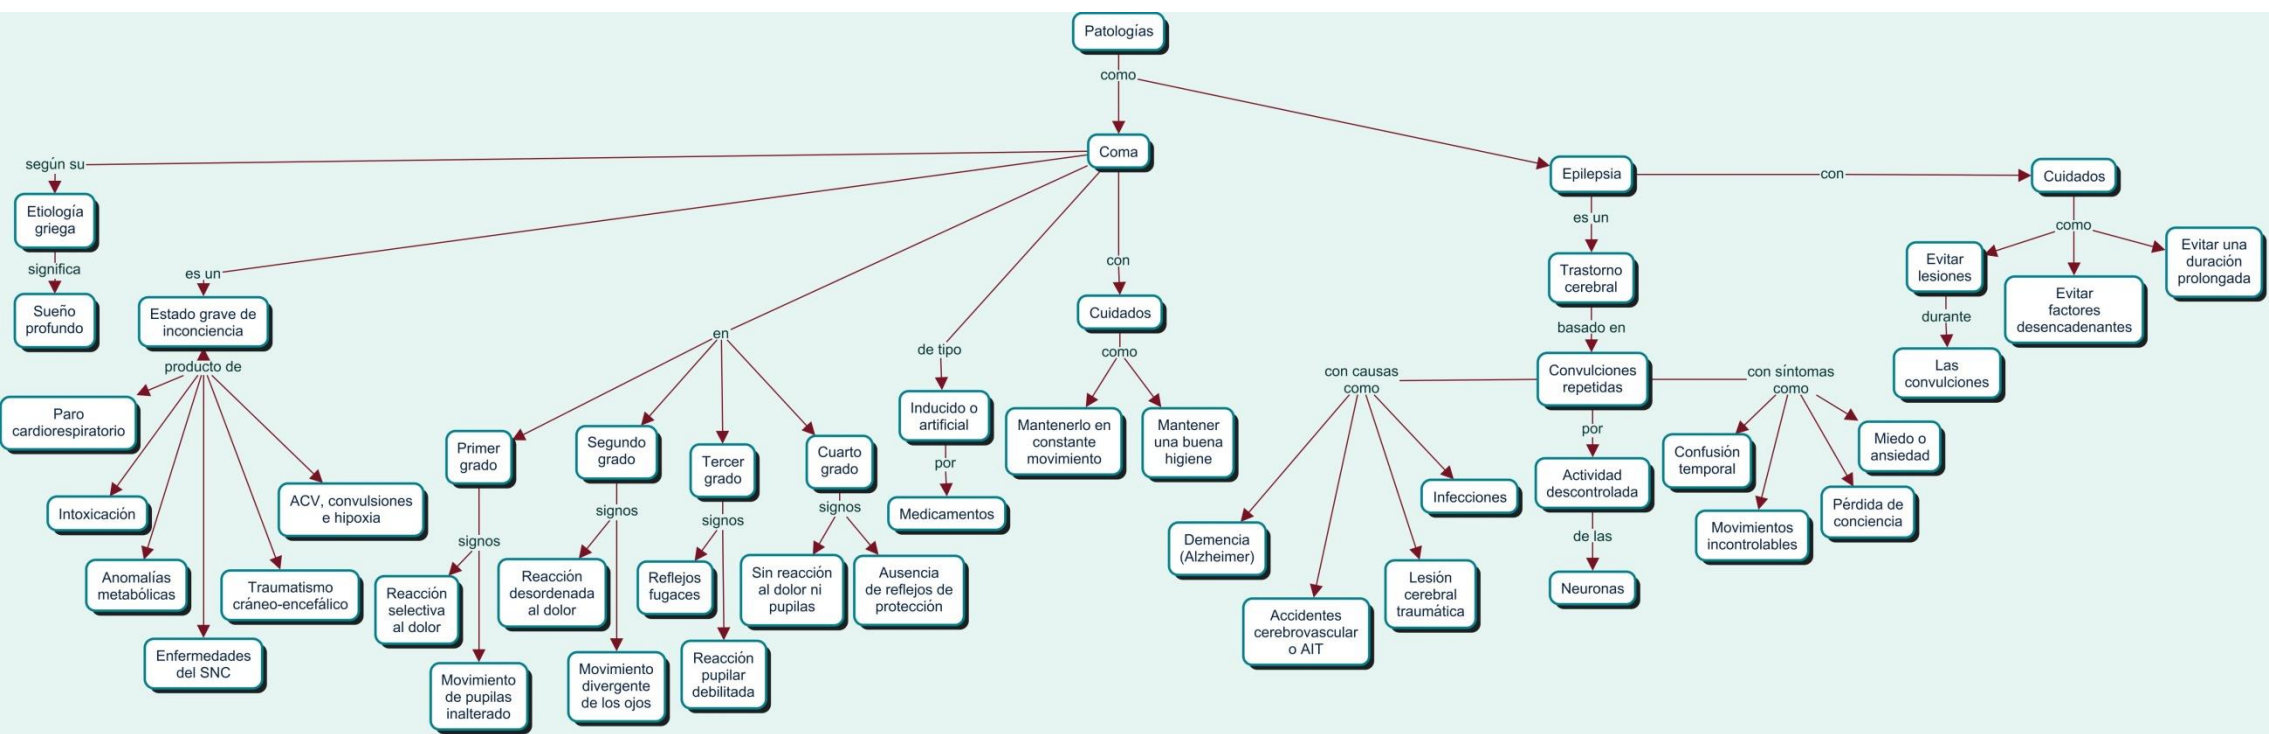 Patologías
como
Coma
según su
Etiología
griega
significa
Sueño
profundo
es un
Estado grave de
inconciencia
producto de
Paro
cardiorespiratorio
Intoxicación
Anomalías
metabólicas
Enfermedades
del SNC
Traumatismo
cráneo-encefálico
ACV, convulsiones
e hipoxia
en
Primer
grado
signos
Reacción
selectiva
al dolor
Movimiento
de pupilas
inalterado
Segundo
grado
signos
Reacción
desordenada
al dolor
Movimiento
divergente
de los ojos
Tercer
grado
signos
Reflejos
fugaces
Reacción
pupilar
debilitada
Cuarto
grado
signos
Sin reacción
al dolor ni
pupilas
Ausencia
de reflejos de
protección
de tipo
Inducido o
artificial
por
Medicamentos
con
Cuidados
como
Mantenerlo en
constante
movimiento
Mantener
una buena
higiene
Epilepsia
es un
Trastorno
cerebral
basado en
Convulciones
repetidas
con causas
como
Demencia
(Alzheimer)
Accidentes
cerebrovascular
o AIT
Lesión
cerebral
traumática
Infecciones
por
Actividad
descontrolada
de las
Neuronas
con síntomas
como
Confusión
temporal
Movimientos
incontrolables
Pérdida de
conciencia
Miedo o
ansiedad
con
Cuidados
como
Evitar
lesiones
durante
Las
convulciones
Evitar
factores
desencadenantes
Evitar una
duración
prolongada